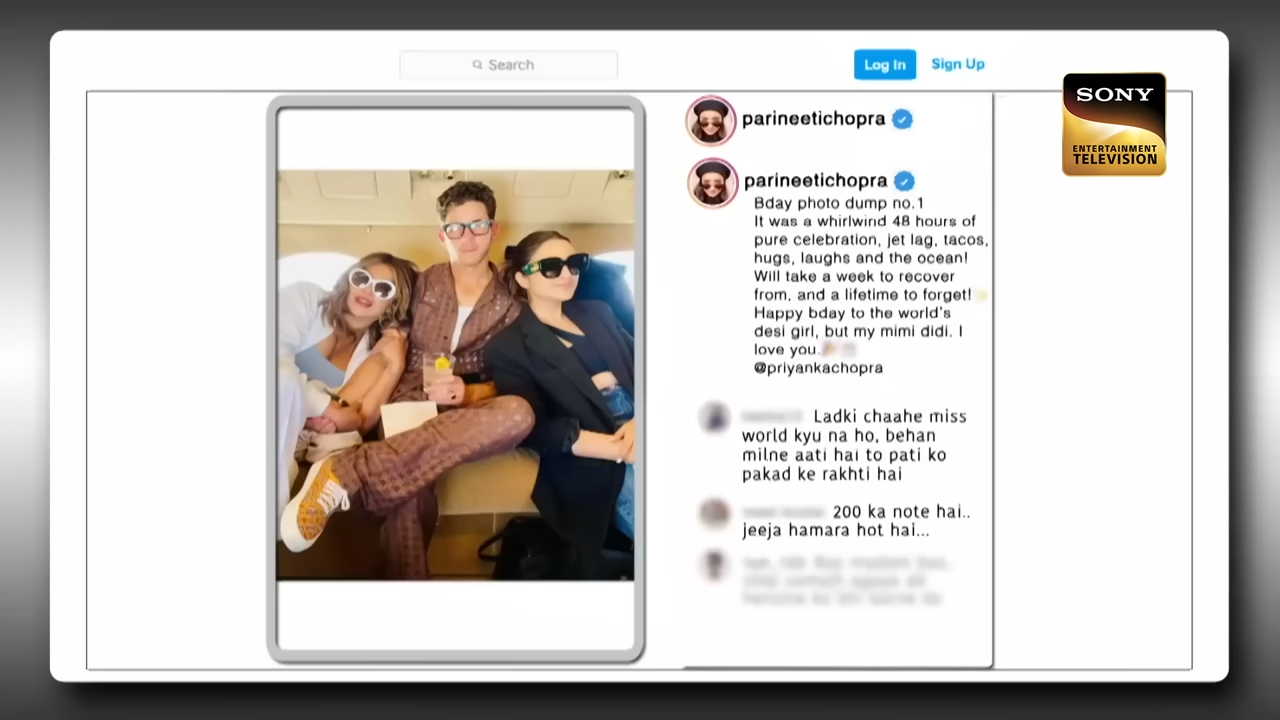 Search
Log In
Sign Up
SONY
ENTERTAINMENT
TELEVISION
parineetichopra
parineetichopra
Bday photo dump no.1
It was a whirlwind 48 hours of
pure celebration, jet lag, tacos,
hugs, laughs and the ocean!
Will take a week to recover
from, and a lifetime to forget!
Happy bday to the world's
desi girl, but my mimi didi. I
love you.
@priyankachopra
Ladki chaahe miss
world kyu na ho, behan
milne aati hai to pati ko
pakad ke rakhti hai
200 ka note hai..
jeeja hamara hot hai...